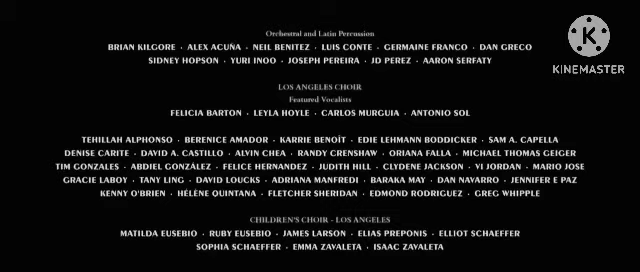 Orchestral and Latin Percussion
BRIAN KILGORE · ALEX ACUÑA · NEIL BENITEZ · LUIS CONTE · GERMAINE FRANCO · DAN GRECO
SIDNEY HOPSON · YURI INOO · JOSEPH PEREIRA · JD PEREZ · AARON SERFATY
K
KINEMASTER
LOS ANGELES CHOIR
Featured Vocalists
FELICIA BARTON · LEYLA HOYLE · CARLOS MURGUIA · ANTONIO SOL
TEHILLAH ALPHONSO · BERENICE AMADOR · KARRIE BENOÎT · EDIE LEHMANN BODDICKER · SAM A. CAPELLA
DENISE CARITE · DAVID A. CASTILLO · ALVIN CHEA · RANDY CRENSHAW · ORIANA FALLA · MICHAEL THOMAS GEIGER
TIM GONZALES · ABDIEL GONZÁLEZ · FELICE HERNANDEZ · JUDITH HILL · CLYDENE JACKSON · VI JORDAN · MARIO JOSE
GRACIE LABOY · TANY LING · DAVID LOUCKS · ADRIANA MANFREDI · BARAKA MAY · DAN NAVARRO · JENNIFER E PAZ
KENNY O'BRIEN · HÉLÈNE QUINTANA · FLETCHER SHERIDAN · EDMOND RODRIGUEZ · GREG WHIPPLE
CHILDREN'S CHOIR - LOS ANGELES
MATILDA EUSEBIO · RUBY EUSEBIO · JAMES LARSON · ELIAS PREPONIS · ELLIOT SCHAEFFER
SOPHIA SCHAEFFER · EMMA ZAVALETA · ISAAC ZAVALETA